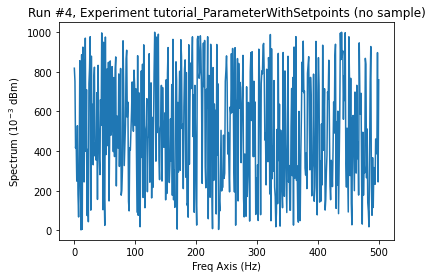 Run #4, Experiment tutorial_ParameterWithSetpoints (no sample)
1000
800
600
400
200
0
Spectrum (10⁻³ dBm)
0 100 200 300 400 500
Freq Axis (Hz)